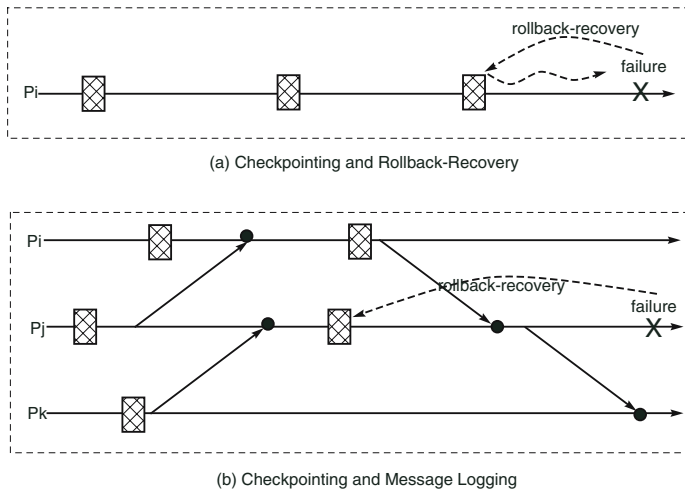 rollback-recovery
failure
Pi
X
(a) Checkpointing and Rollback-Recovery
Pi
rollback-recovery
failure
Pj
X
Pk
(b) Checkpointing and Message Logging